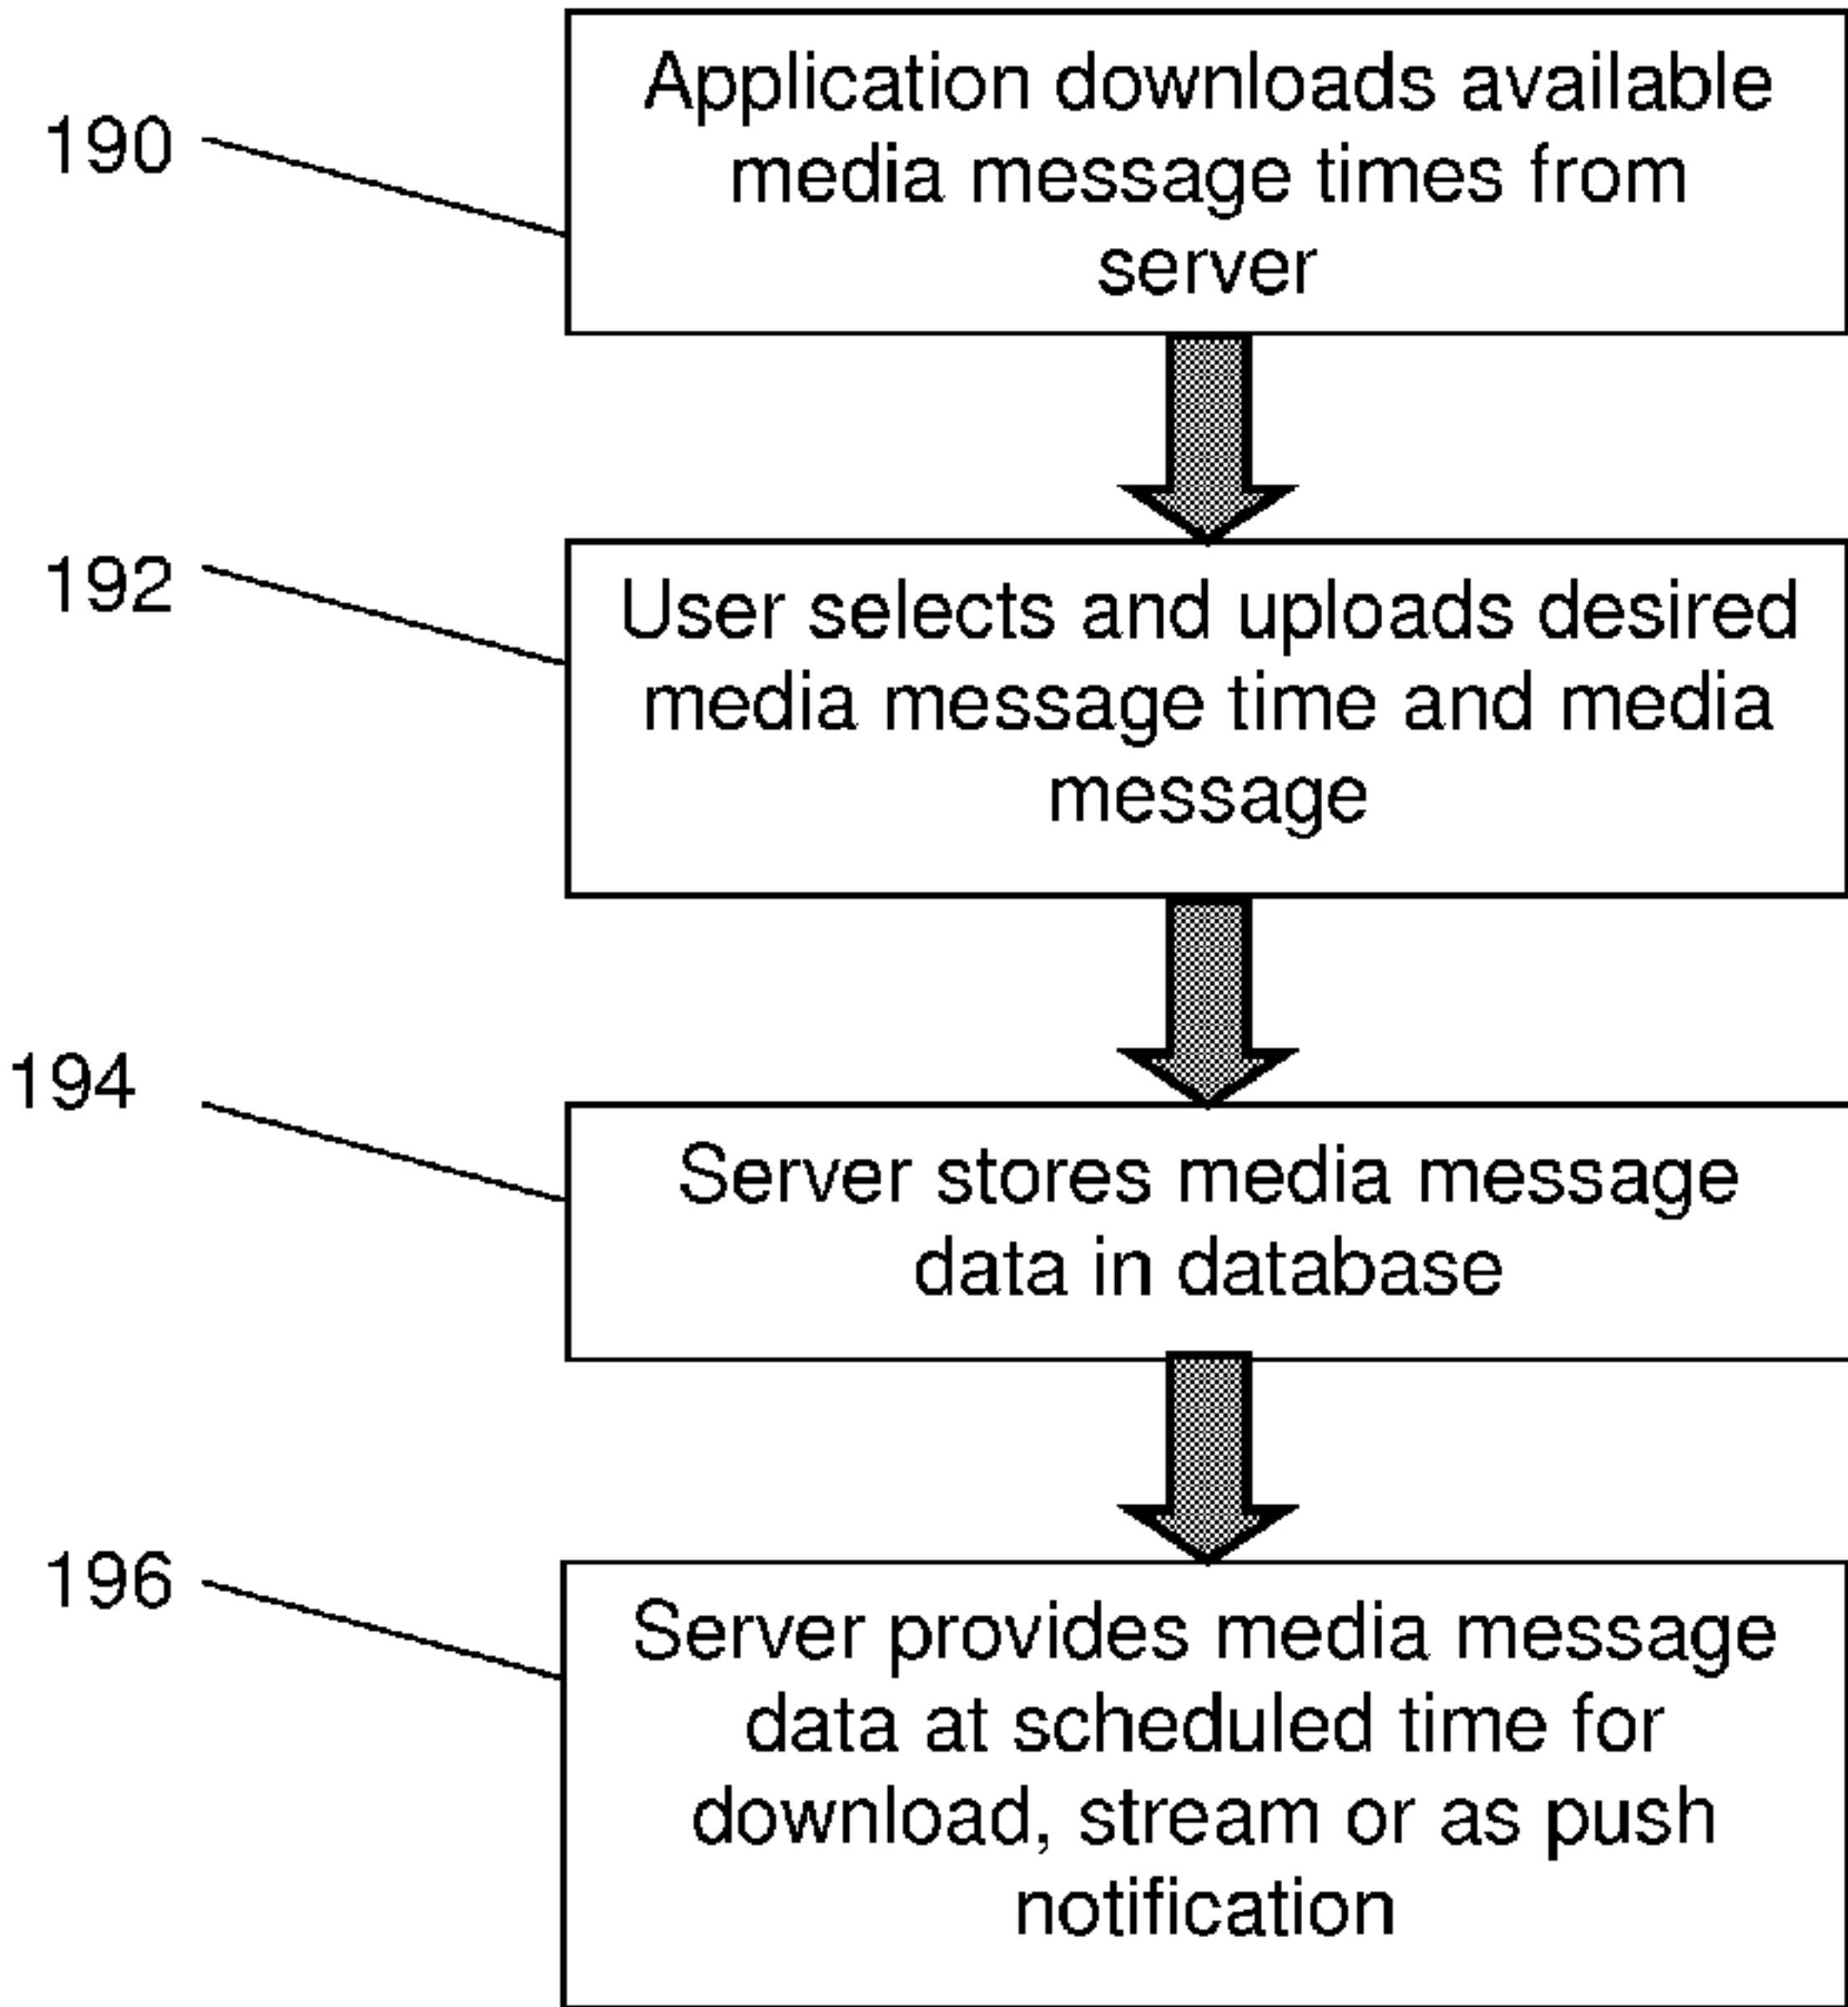 190
Application downloads available
media message times from
server
192
User selects and uploads desired
media message time and media
message
194
Server stores media message
data in database
196
Server provides media message
data at scheduled time for
download, stream or as push
notification